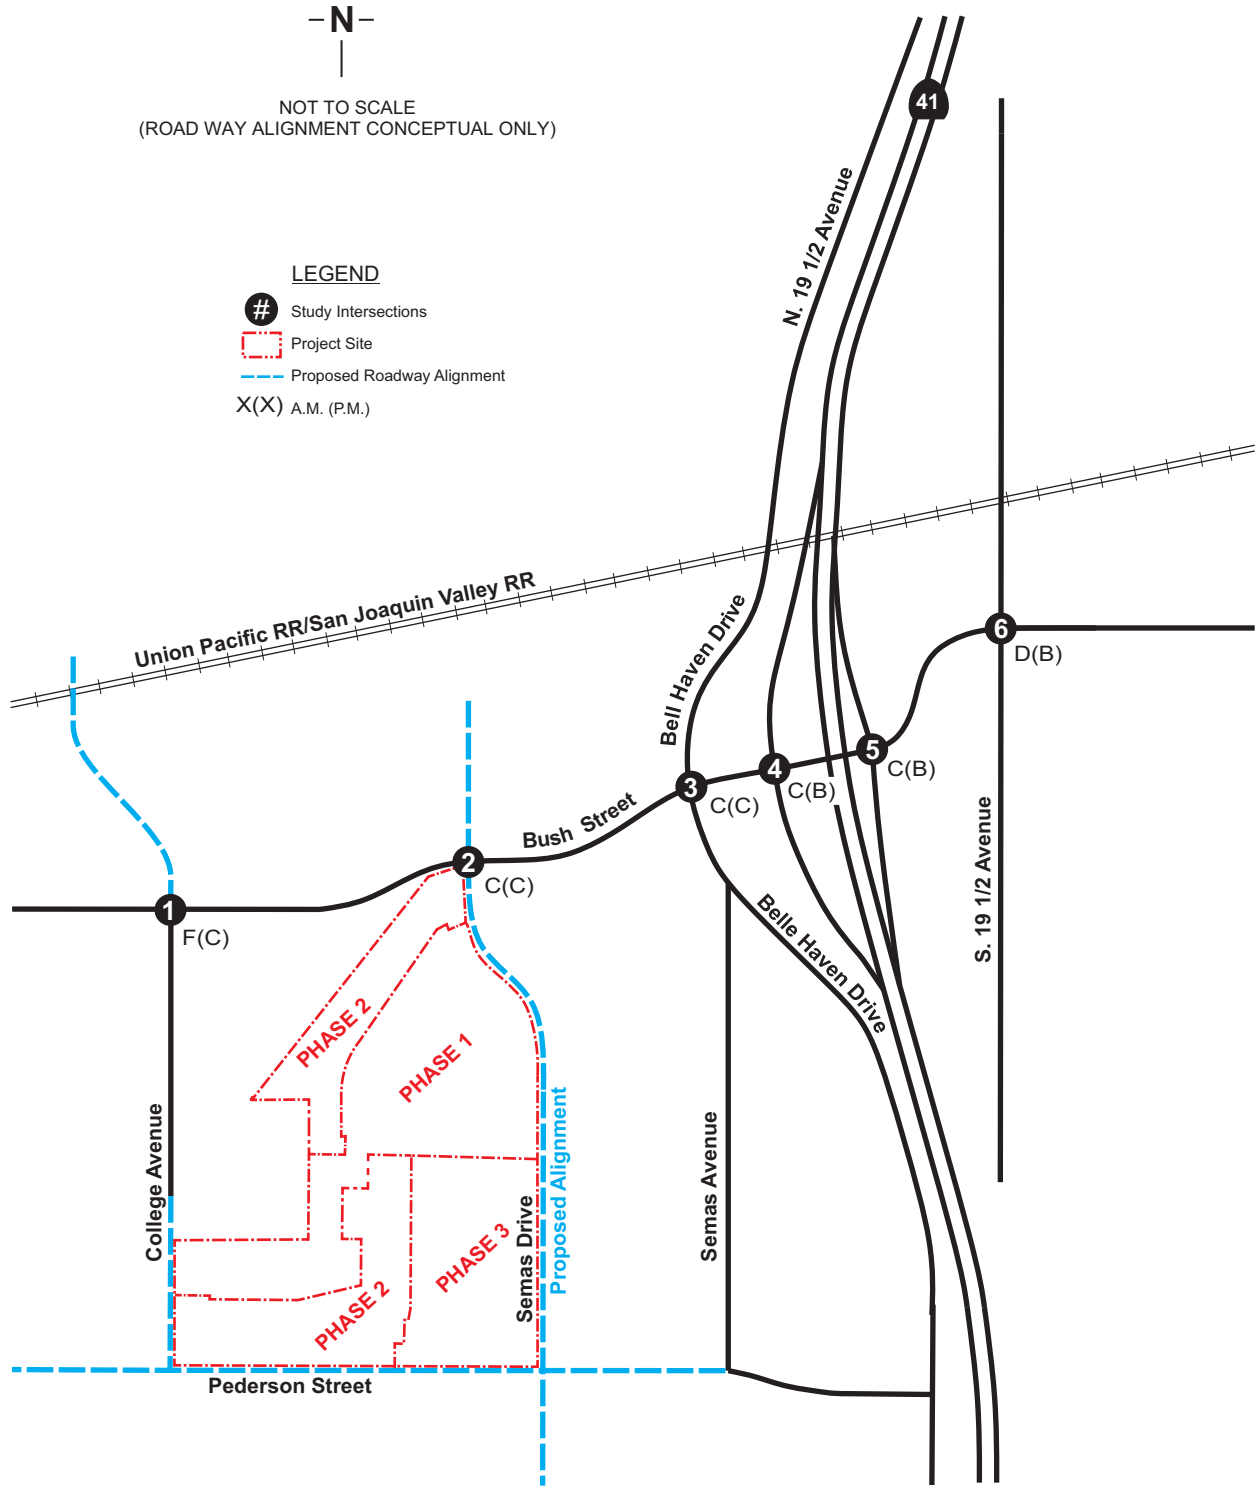 N
NOT TO SCALE
(ROAD WAY ALIGNMENT CONCEPTUAL ONLY)
41
N. 19 1/2 Avenue
LEGEND
# Study Intersections
Project Site
Proposed Roadway Alignment
X(X) A.M. (P.M.)
Union Pacific RR/San Joaquin Valley RR
Bell Haven Drive
6
D(B)
5
C(B)
4
C(B)
3
C(C)
Bush Street
2
C(C)
1
F(C)
S. 19 1/2 Avenue
Belle Haven Drive
PHASE 2
PHASE 1
College Avenue
Proposed Alignment
Semas Drive
Semas Avenue
PHASE 3
PHASE 2
Pederson Street